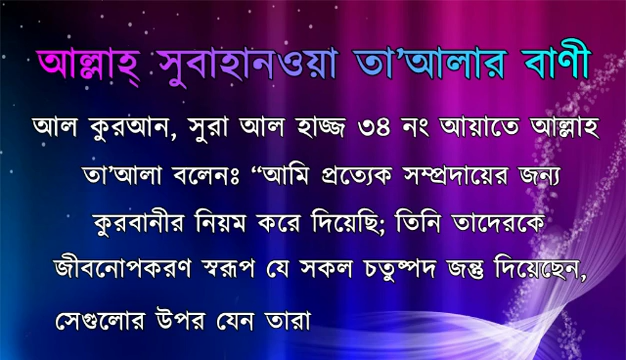 আল্লাহ্ সুবাহানওয়া তা’আলার বাণী
আল কুরআন, সুরা আল হাজ্জ ৩৪ নং আয়াতে আল্লাহ
তা’আলা বলেনঃ “আমি প্রত্যেক সম্প্রদায়ের জন্য
কুরবানীর নিয়ম করে দিয়েছি; তিনি তাদেরকে
জীবনোপকরণ স্বরূপ যে সকল চতুষ্পদ জন্তু দিয়েছেন,
সেগুলোর উপর যেন তারা